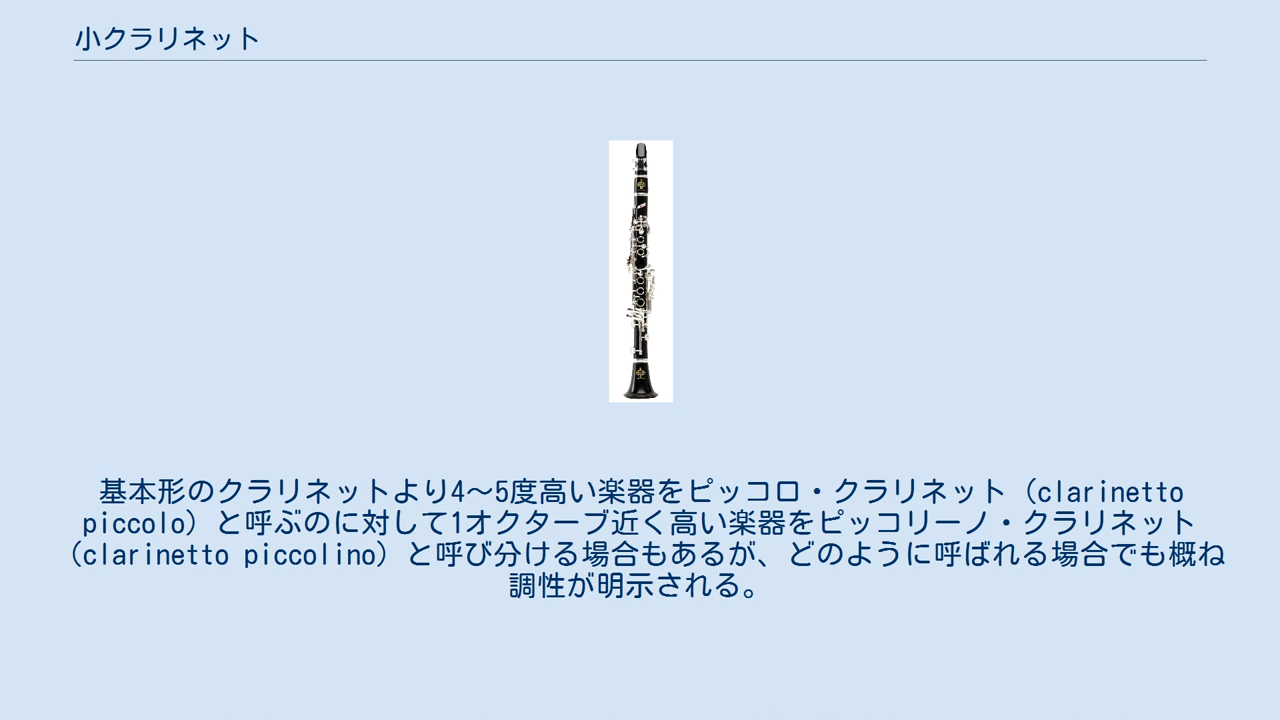 小クラリネット
基本形のクラリネットより4〜5度高い楽器をピッコロ・クラリネット（clarinetto
piccolo）と呼ぶのに対して1オクターブ近く高い楽器をピッコリーノ・クラリネット
（clarinetto piccolino）と呼び分ける場合もあるが、どのように呼ばれる場合でも概ね
調性が明示される。